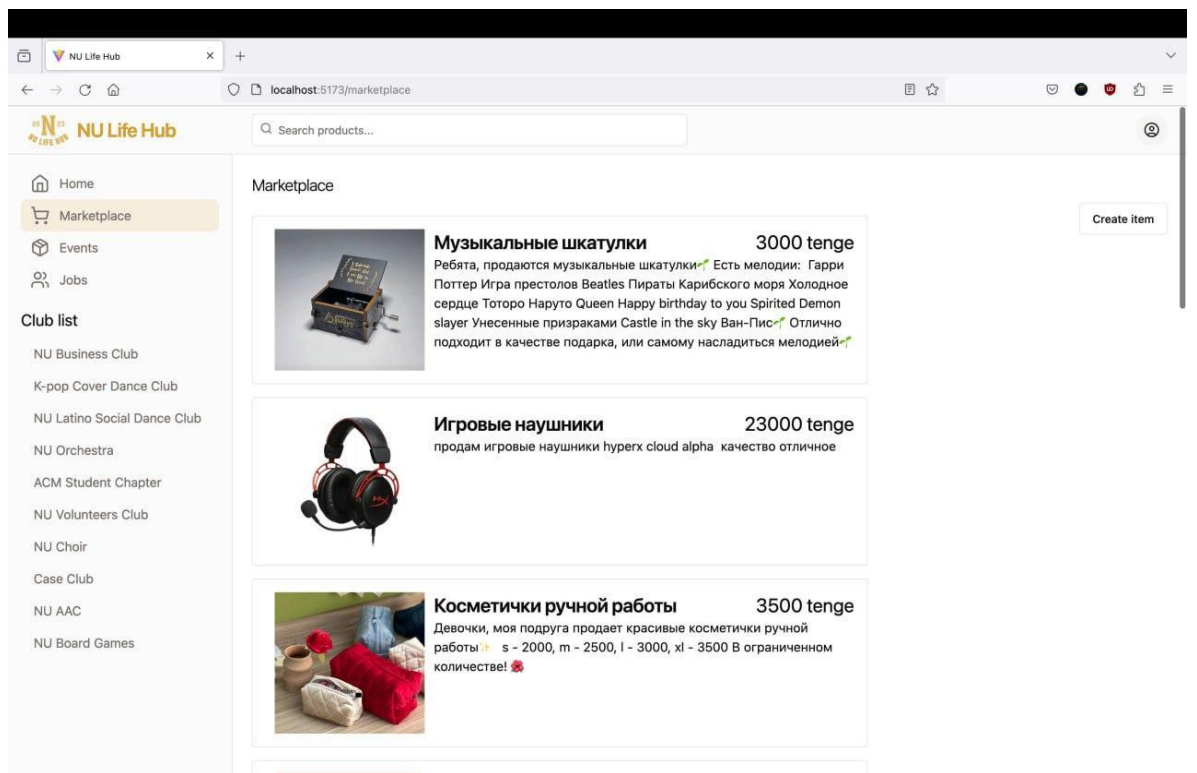 NU Life Hub
localhost:5173/marketplace
N
NU LIFE HUB
NU Life Hub
Search products...
Home
Marketplace
Events
Jobs
Club list
NU Business Club
K-pop Cover Dance Club
NU Latino Social Dance Club
NU Orchestra
ACM Student Chapter
NU Volunteers Club
NU Choir
Case Club
NU AAC
NU Board Games
Marketplace
Create item
Музыкальные шкатулки
3000 tenge
Ребята, продаются музыкальные шкатулки🌱 Есть мелодии: Гарри
Поттер Игра престолов Beatles Пираты Карибского моря Холодное
сердце Тоторо Наруто Queen Happy birthday to you Spirited Demon
slayer Унесенные призраками Castle in the sky Ван-Пис🌱 Отлично
подходит в качестве подарка, или самому насладиться мелодией🌱
Игровые наушники
23000 tenge
продам игровые наушники hyperx cloud alpha качество отличное
Косметички ручной работы
3500 tenge
Девочки, моя подруга продает красивые косметички ручной
работы✨ s - 2000, m - 2500, l - 3000, xl - 3500 В ограниченном
количестве! 🌺